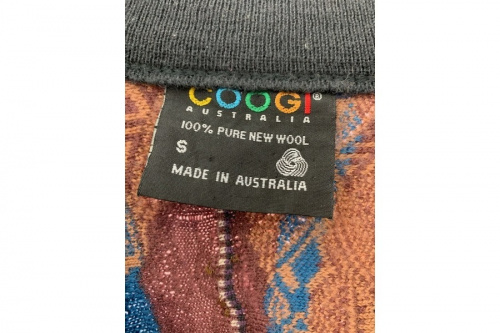 COOGI®
AUSTRALIA
100% PURE NEW WOOL
S
MADE IN AUSTRALIA